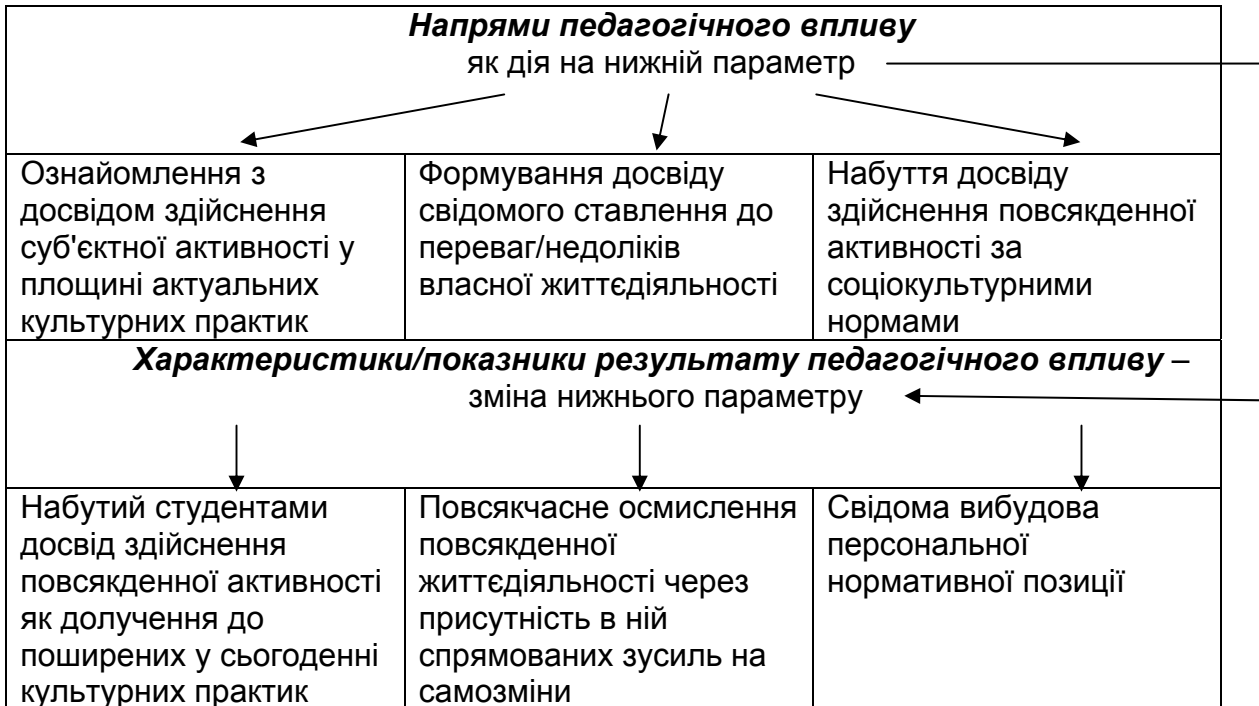 Напрями педагогічного впливу
як дія на нижній параметр
Ознайомлення з
досвідом здійснення
суб'єктної активності у
площині актуальних
культурних практик
Формування досвіду
свідомого ставлення до
переваг/недоліків
власної життєдіяльності
Набуття досвіду
здійснення повсякденної
активності за
соціокультурними
нормами
Характеристики/показники результату педагогічного впливу –
зміна нижнього параметру
Набутий студентами
досвід здійснення
повсякденної активності
як долучення до
поширених у сьогоденні
культурних практик
Повсякчасне осмислення
повсякденної
життєдіяльності через
присутність в ній
спрямованих зусиль на
самозміни
Свідома вибудова
персональної
нормативної позиції